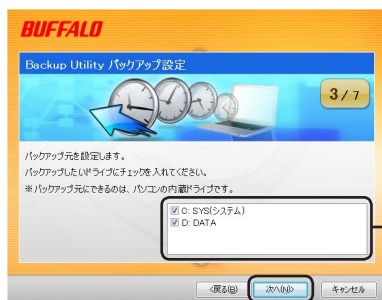 BUFFALO
Backup Utility バックアップ設定
3 / 7
バックアップ元を設定します。
バックアップしたいドライブにチェックを入れてください。
※バックアップ元にできるのは、パソコンの内蔵ドライブです。
C: SYS(システム)
D: DATA
<戻る(B) 次へ(N)> キャンセル